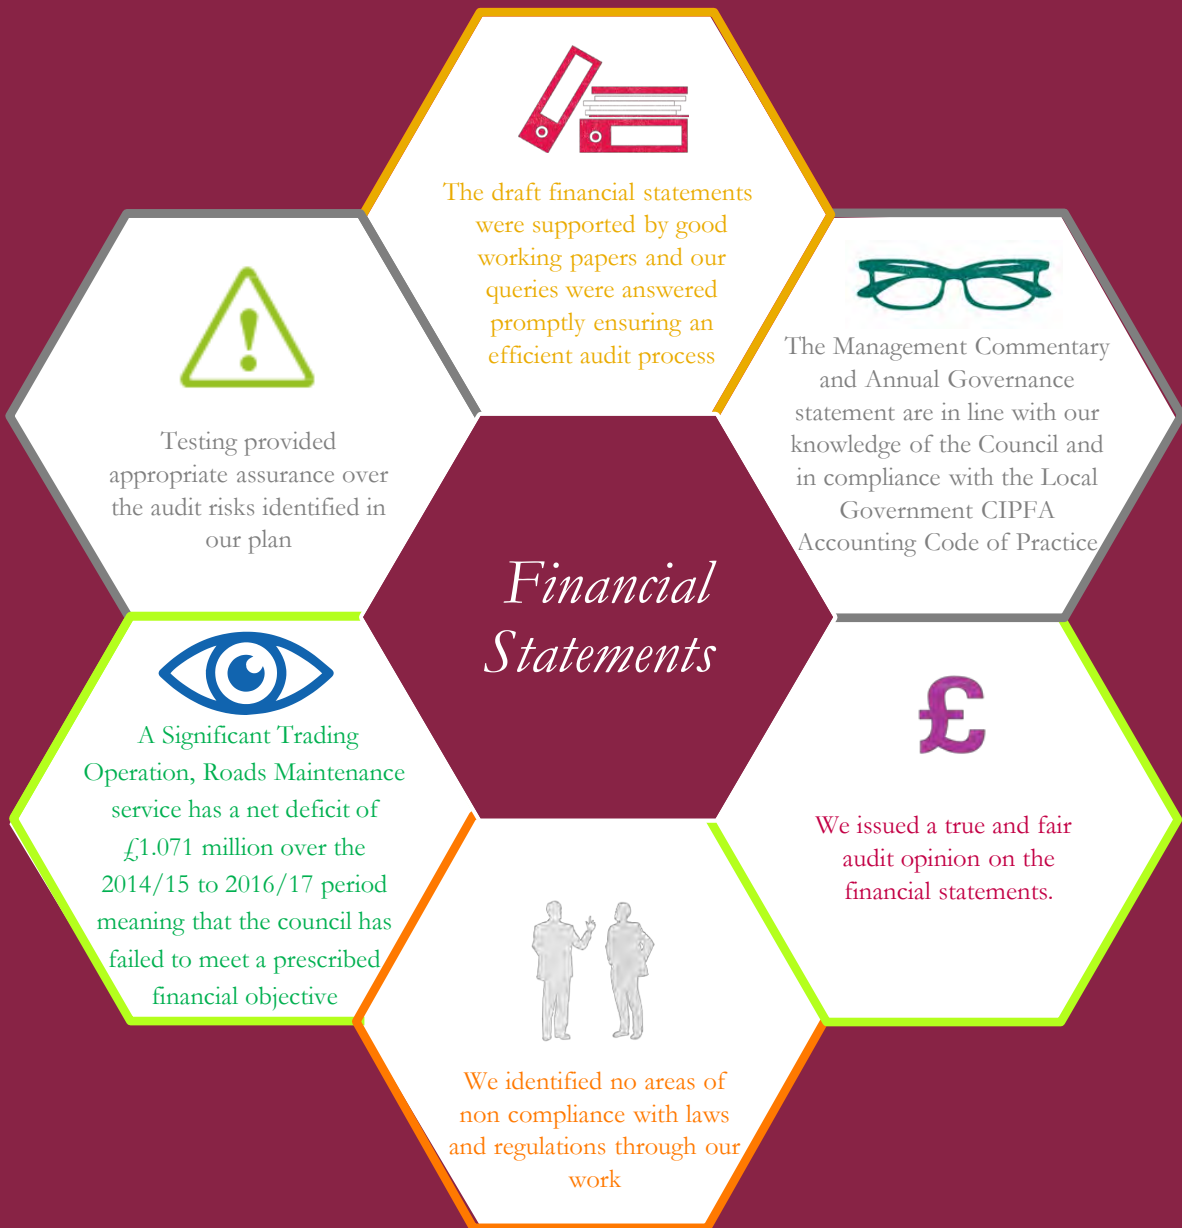 The draft financial statements
were supported by good
working papers and our
queries were answered
promptly ensuring an
efficient audit process
Testing provided
appropriate assurance over
the audit risks identified in
our plan
The Management Commentary
and Annual Governance
statement are in line with our
knowledge of the Council and
in compliance with the Local
Government CIPFA
Accounting Code of Practice
Financial
Statements
A Significant Trading
Operation, Roads Maintenance
service has a net deficit of
£1.071 million over the
2014/15 to 2016/17 period
meaning that the council has
failed to meet a prescribed
financial objective
£
We issued a true and fair
audit opinion on the
financial statements.
We identified no areas of
non compliance with laws
and regulations through our
work